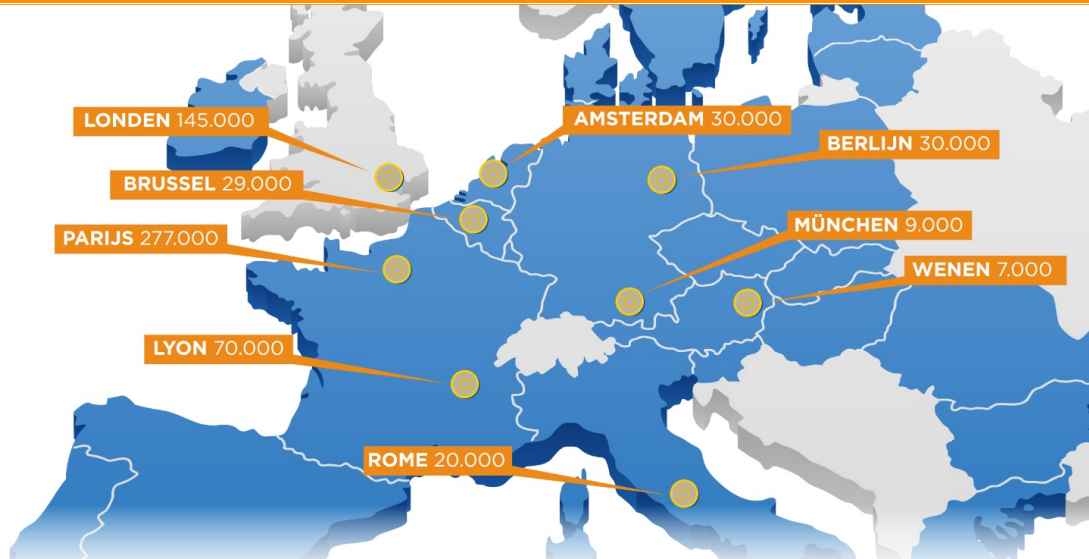 LONDEN 145.000
AMSTERDAM 30.000
BERLIJN 30.000
BRUSSEL 29.000
MÜNCHEN 9.000
PARIJS 277.000
WENEN 7.000
LYON 70.000
ROME 20.000